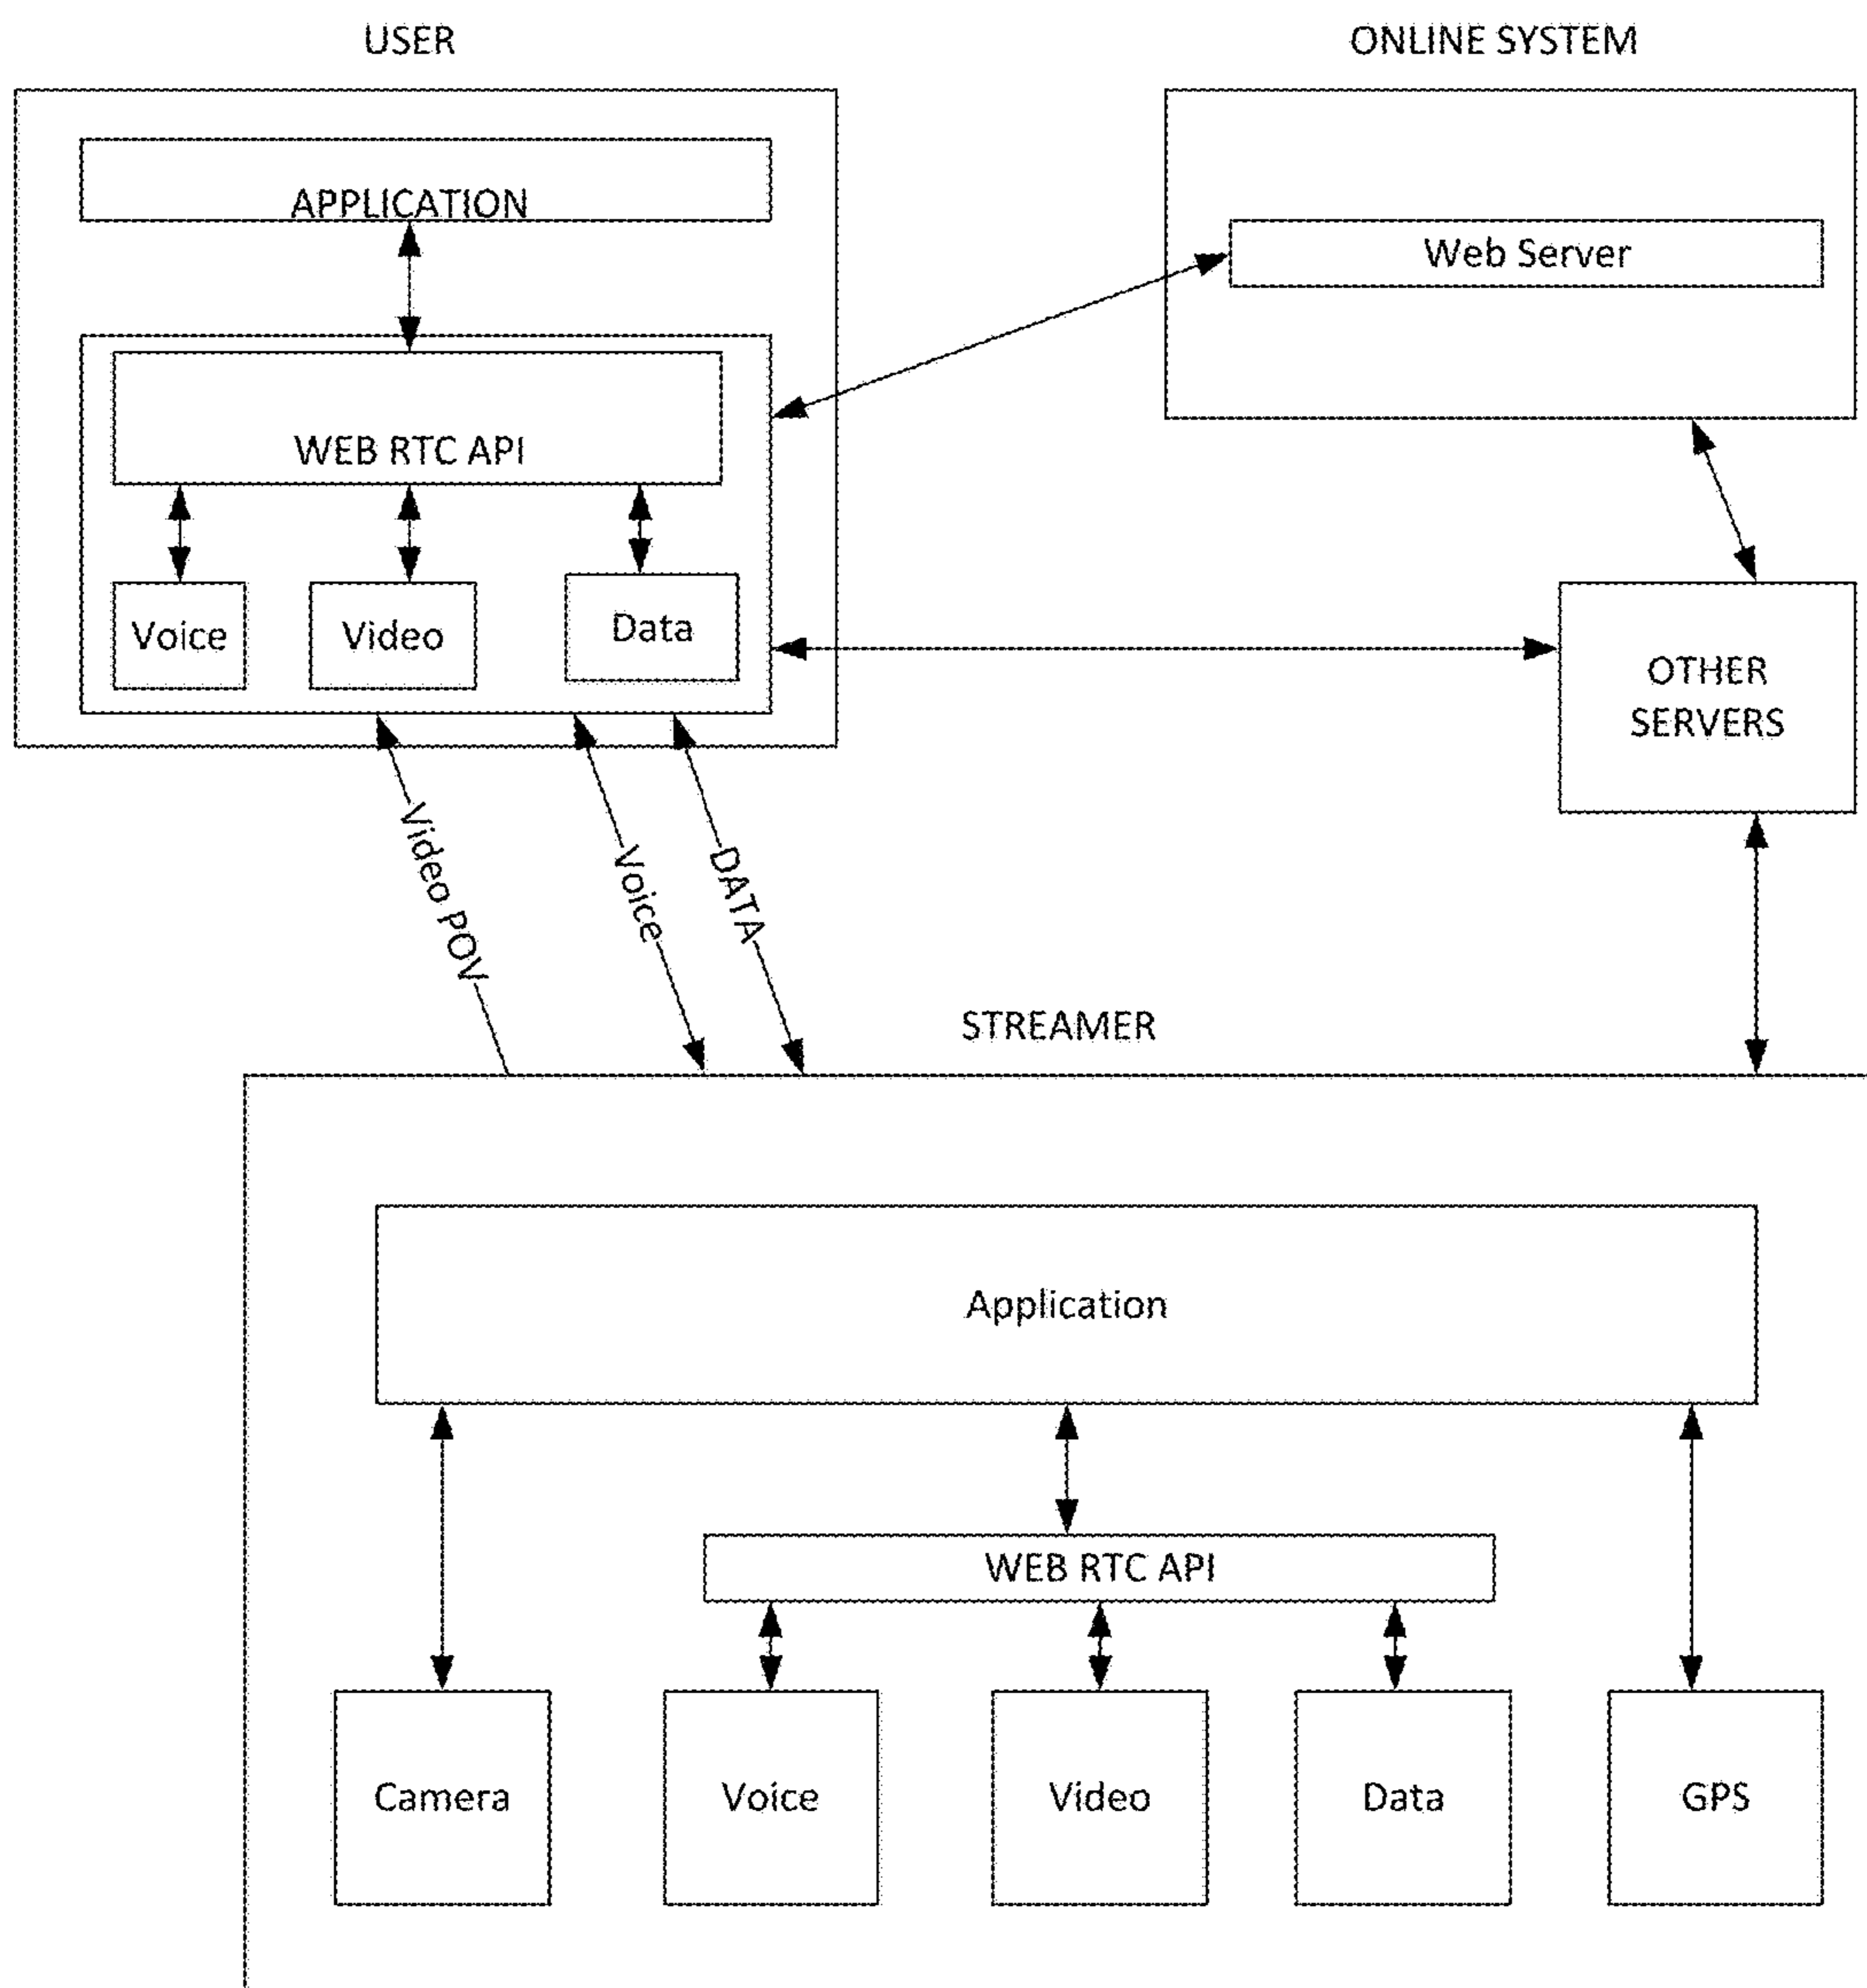 USER
ONLINE SYSTEM
APPLICATION
Web Server
WEB RTC API
Voice
Video
Data
OTHER
SERVERS
Video POV
Voice
DATA
STREAMER
Application
WEB RTC API
Camera
Voice
Video
Data
GPS